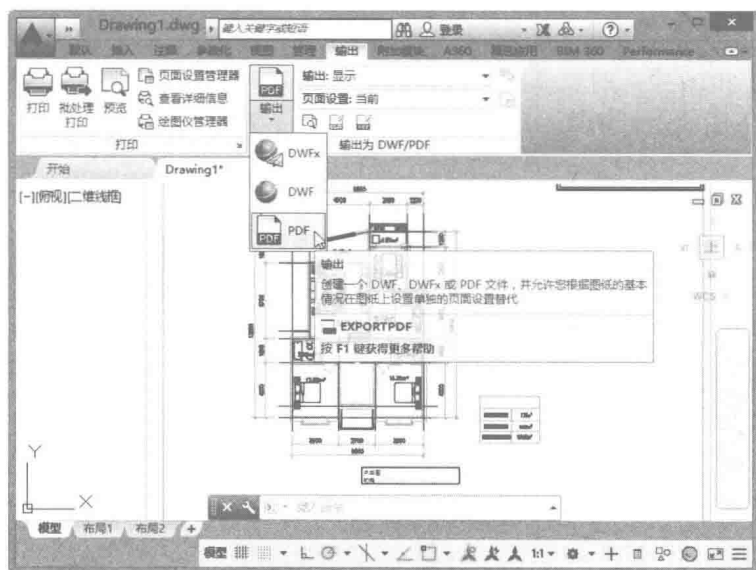 Drawing1.dwg 键入关键字或短语 登录
默认 插入 注释 参数化 视图 管理 输出 附加模块 A360 精选应用 BIM 360 Performance
打印
批处理
打印
预览
页面设置管理器
查看详细信息
绘图仪管理器
打印
PDF
输出
输出: 显示
页面设置: 当前
输出为 DWF/PDF
DWFx
DWF
PDF
PDF
开始 Drawing1*
[-][俯视][二维线框]
上
WCS
输出
创建一个 DWF、DWFx 或 PDF 文件，并允许您根据图纸的基本
情况在图纸上设置单独的页面设置替代
EXPORTPDF
按 F1 键获得更多帮助
Y
X
模型 布局1 布局2 +
模型 1:1